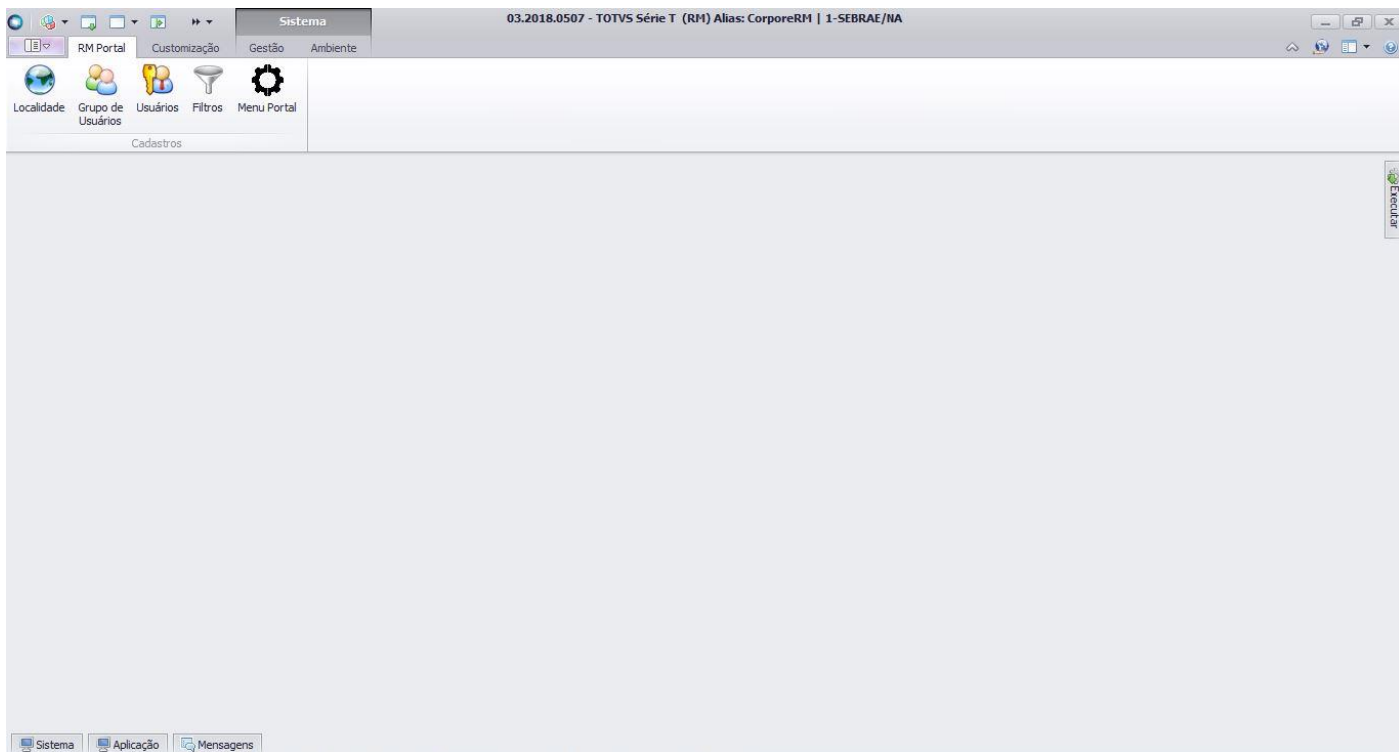 Sistema
03.2018.0507 - TOTVS Série T (RM) Alias: CorporeRM | 1-SEBRAE/NA
RM Portal Customização Gestão Ambiente
Localidade Grupo de Usuários Usuários Filtros Menu Portal
Cadastros
Executar
Sistema Aplicação Mensagens